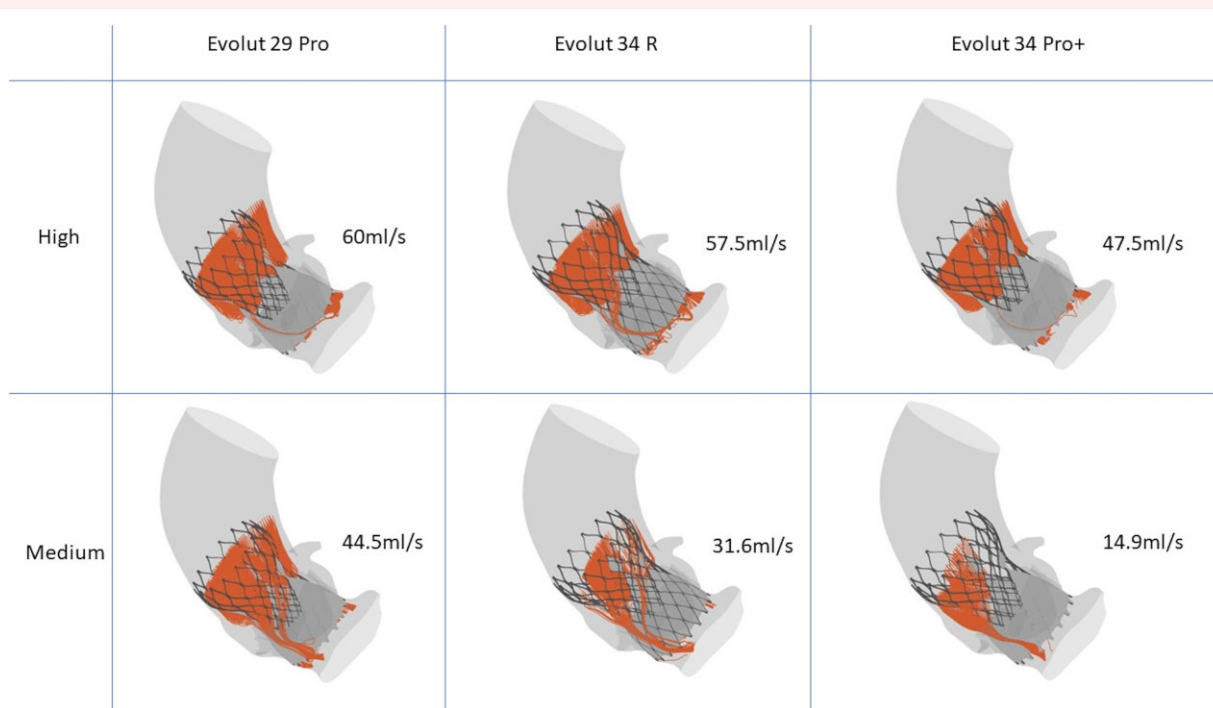 Evolut 29 Pro
Evolut 34 R
Evolut 34 Pro+
High
60ml/s
57.5ml/s
47.5ml/s
Medium
44.5ml/s
31.6ml/s
14.9ml/s